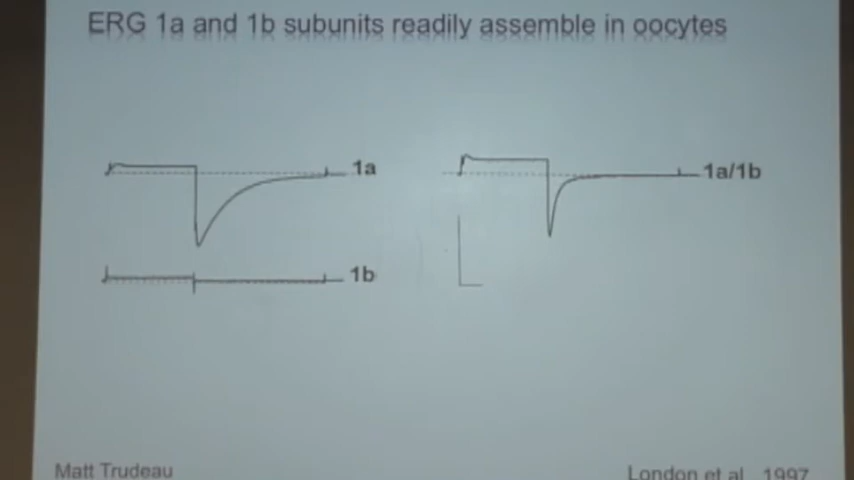 ERG 1a and 1b subunits readily assemble in oocytes
1a
1a/1b
1b
Matt Trudeau
London et al 1997